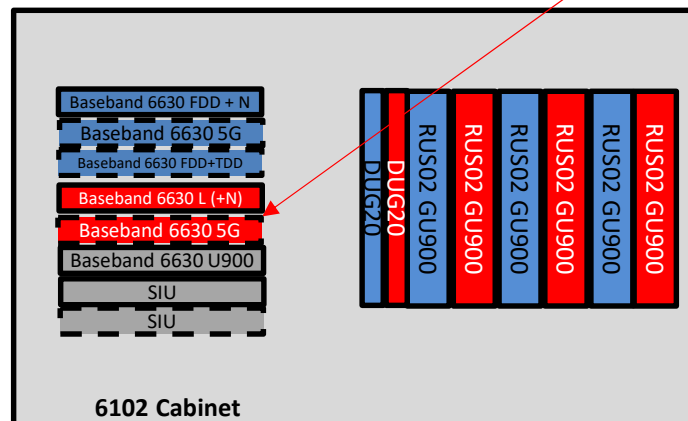 Baseband 6630 FDD + N
Baseband 6630 5G
Baseband 6630 FDD+TDD
Baseband 6630 L (+N)
Baseband 6630 5G
Baseband 6630 U900
SIU
SIU
DUG20
DUG20
RUS02 GU900
RUS02 GU900
RUS02 GU900
RUS02 GU900
RUS02 GU900
RUS02 GU900
6102 Cabinet